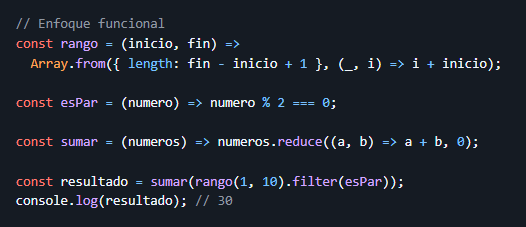 // Enfoque funcional
const rango = (inicio, fin) =>
  Array.from({ length: fin - inicio + 1 }, (_, i) => i + inicio);

const esPar = (numero) => numero % 2 === 0;

const sumar = (numeros) => numeros.reduce((a, b) => a + b, 0);

const resultado = sumar(rango(1, 10).filter(esPar));
console.log(resultado); // 30